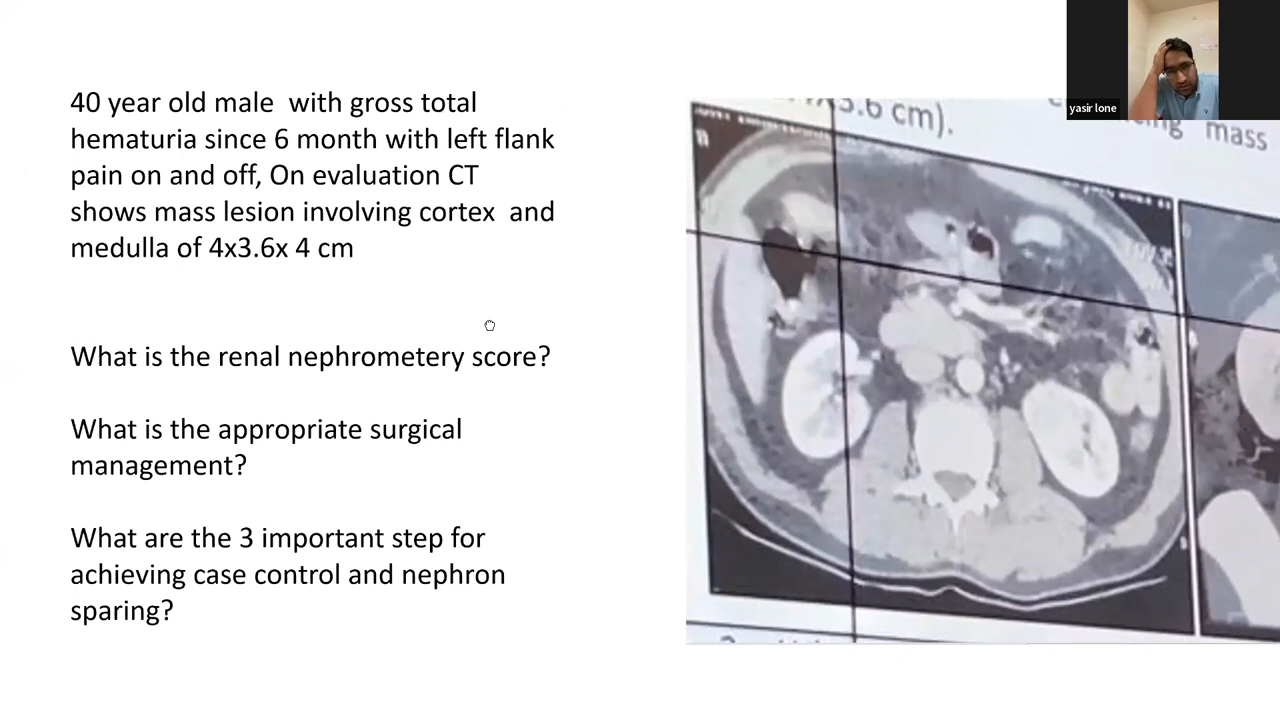 40 year old male with gross total
hematuria since 6 month with left flank
pain on and off, On evaluation CT
shows mass lesion involving cortex and
medulla of 4x3.6x 4 cm
What is the renal nephrometery score?
What is the appropriate surgical
management?
What are the 3 important step for
achieving case control and nephron
sparing?
yasir lone
3.6 cm).
mass